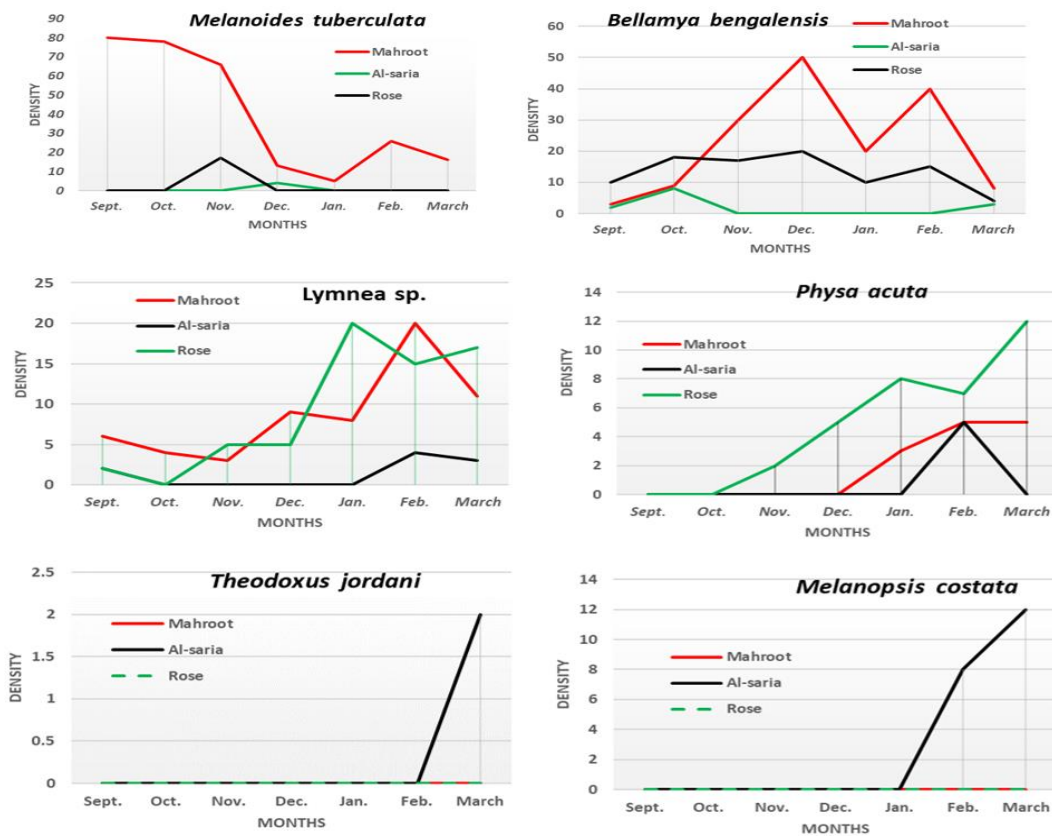 Melanoides tuberculata
90
80
70
60
50
40
30
20
10
0
DENSITY
Mahroot
Al-saria
Rose
Sept. Oct. Nov. Dec. Jan. Feb. March
MONTHS
Bellamya bengalensis
60
50
40
30
20
10
0
DENSITY
Mahroot
Al-saria
Rose
Sept. Oct. Nov. Dec. Jan. Feb. March
MONTHS
Lymnea sp.
25
20
15
10
5
0
DENSITY
Mahroot
Al-saria
Rose
Sept. Oct. Nov. Dec. Jan. Feb. March
MONTHS
Physa acuta
14
12
10
8
6
4
2
0
DENSITY
Mahroot
Al-saria
Rose
Sept. Oct. Nov. Dec. Jan. Feb. March
MONTHS
Theodoxus jordani
2.5
2
1.5
1
0.5
0
DENSITY
Mahroot
Al-saria
Rose
Sept. Oct. Nov. Dec. Jan. Feb. March
MONTHS
Melanopsis costata
14
12
10
8
6
4
2
0
DENSITY
Mahroot
Al-saria
Rose
Sept. Oct. Nov. Dec. Jan. Feb. March
MONTHS